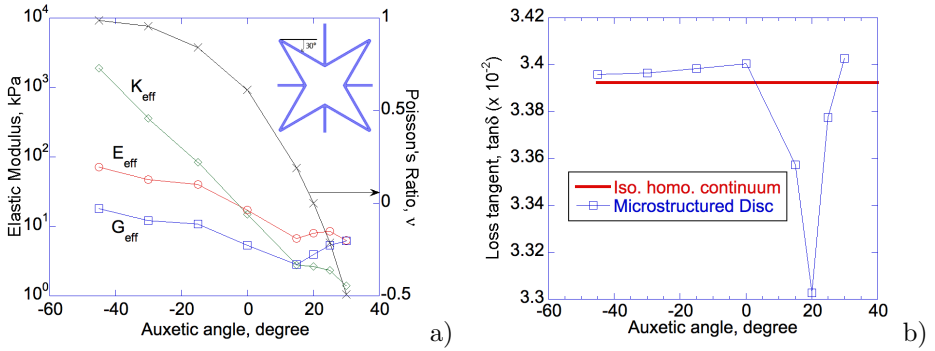 10⁴
10³
10²
10¹
10⁰
Elastic Modulus, kPa
K_eff
E_eff
G_eff
30°
1
0.5
0
-0.5
Poisson's Ratio, ν
-60
-40
-20
0
20
40
Auxetic angle, degree
a)
3.42
3.4
3.38
3.36
3.34
3.32
3.3
Loss tangent, tanδ (x 10⁻²)
Iso. homo. continuum
Microstructured Disc
-60
-40
-20
0
20
40
Auxetic angle, degree
b)